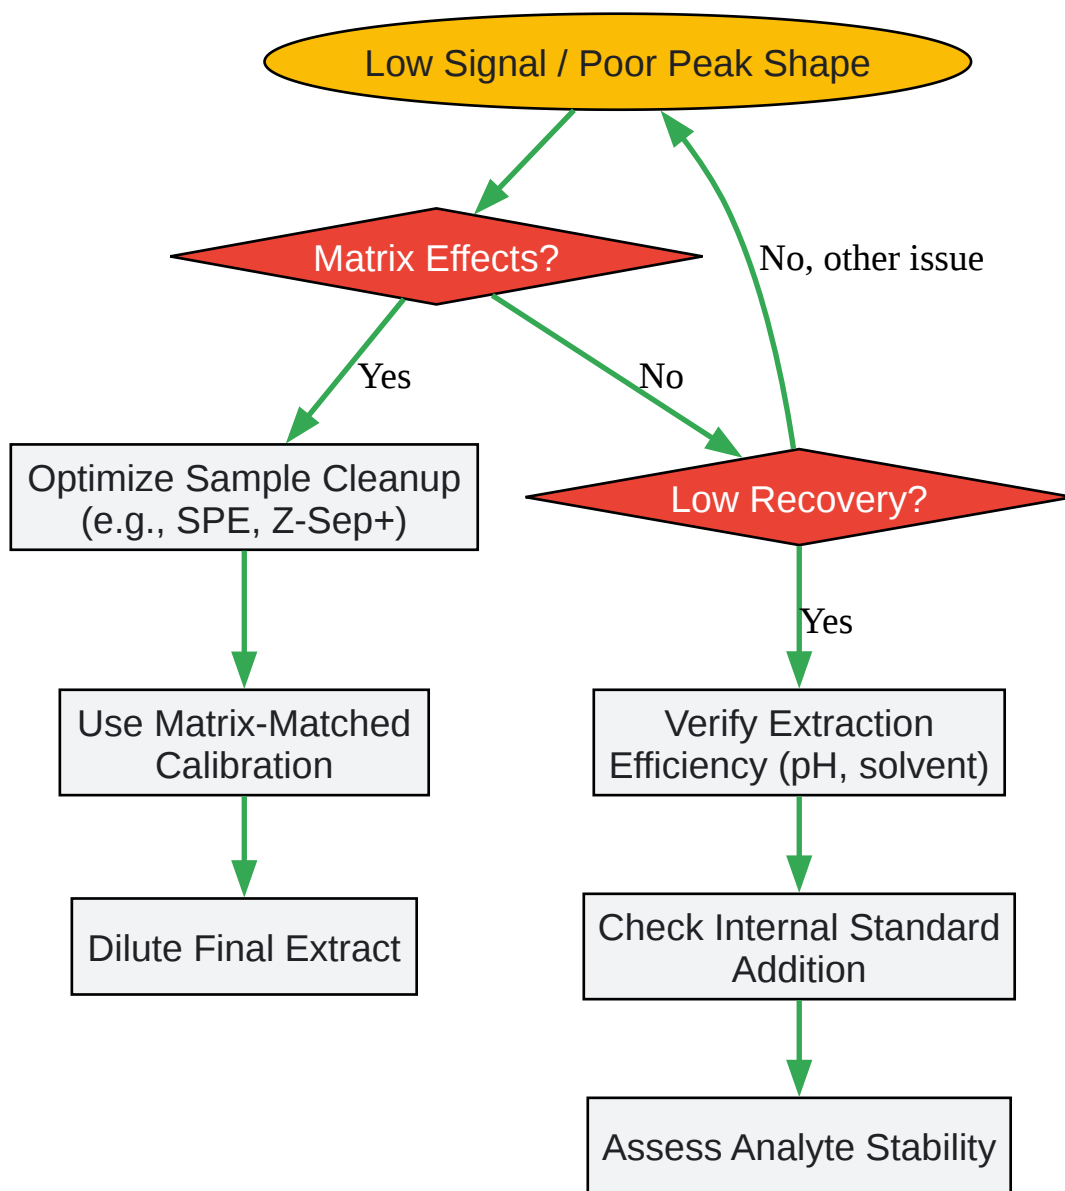 Low Signal / Poor Peak Shape
Matrix Effects?
No, other issue
Yes
No
Optimize Sample Cleanup
(e.g., SPE, Z-Sep+)
Low Recovery?
Yes
Use Matrix-Matched
Calibration
Verify Extraction
Efficiency (pH, solvent)
Dilute Final Extract
Check Internal Standard
Addition
Assess Analyte Stability